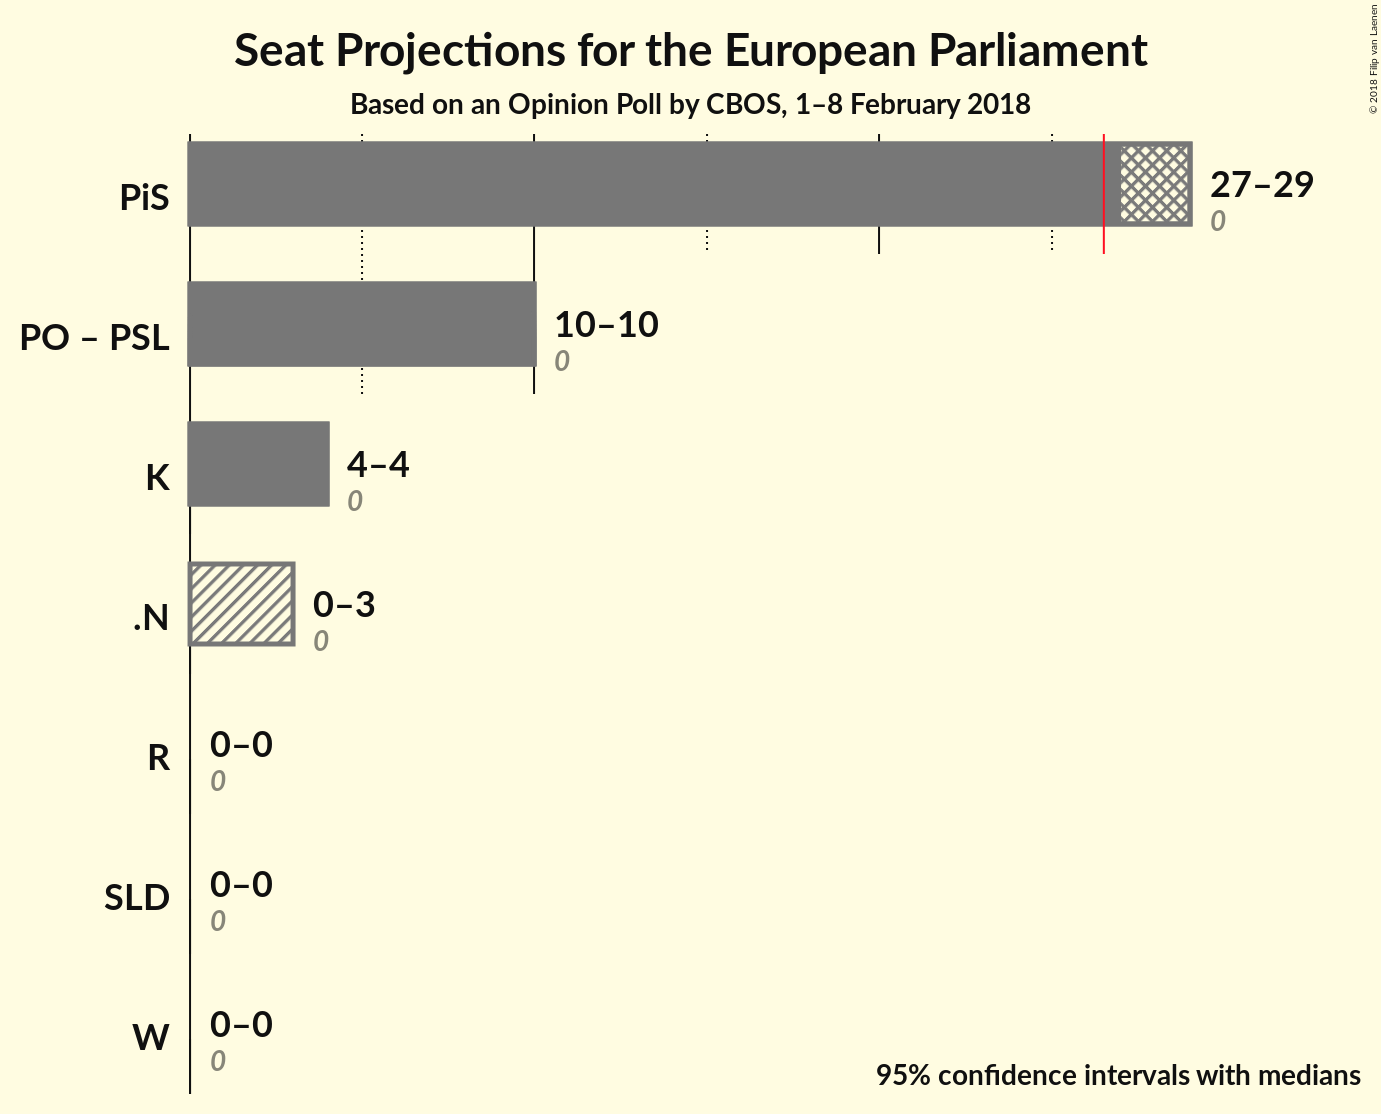 Seat Projections for the European Parliament
Based on an Opinion Poll by CBOS, 1–8 February 2018
© 2018 Filip van Laenen
PiS
27–29
0
PO – PSL
10–10
0
K
4–4
0
.N
0–3
0
R
0–0
0
SLD
0–0
0
W
0–0
0
95% confidence intervals with medians